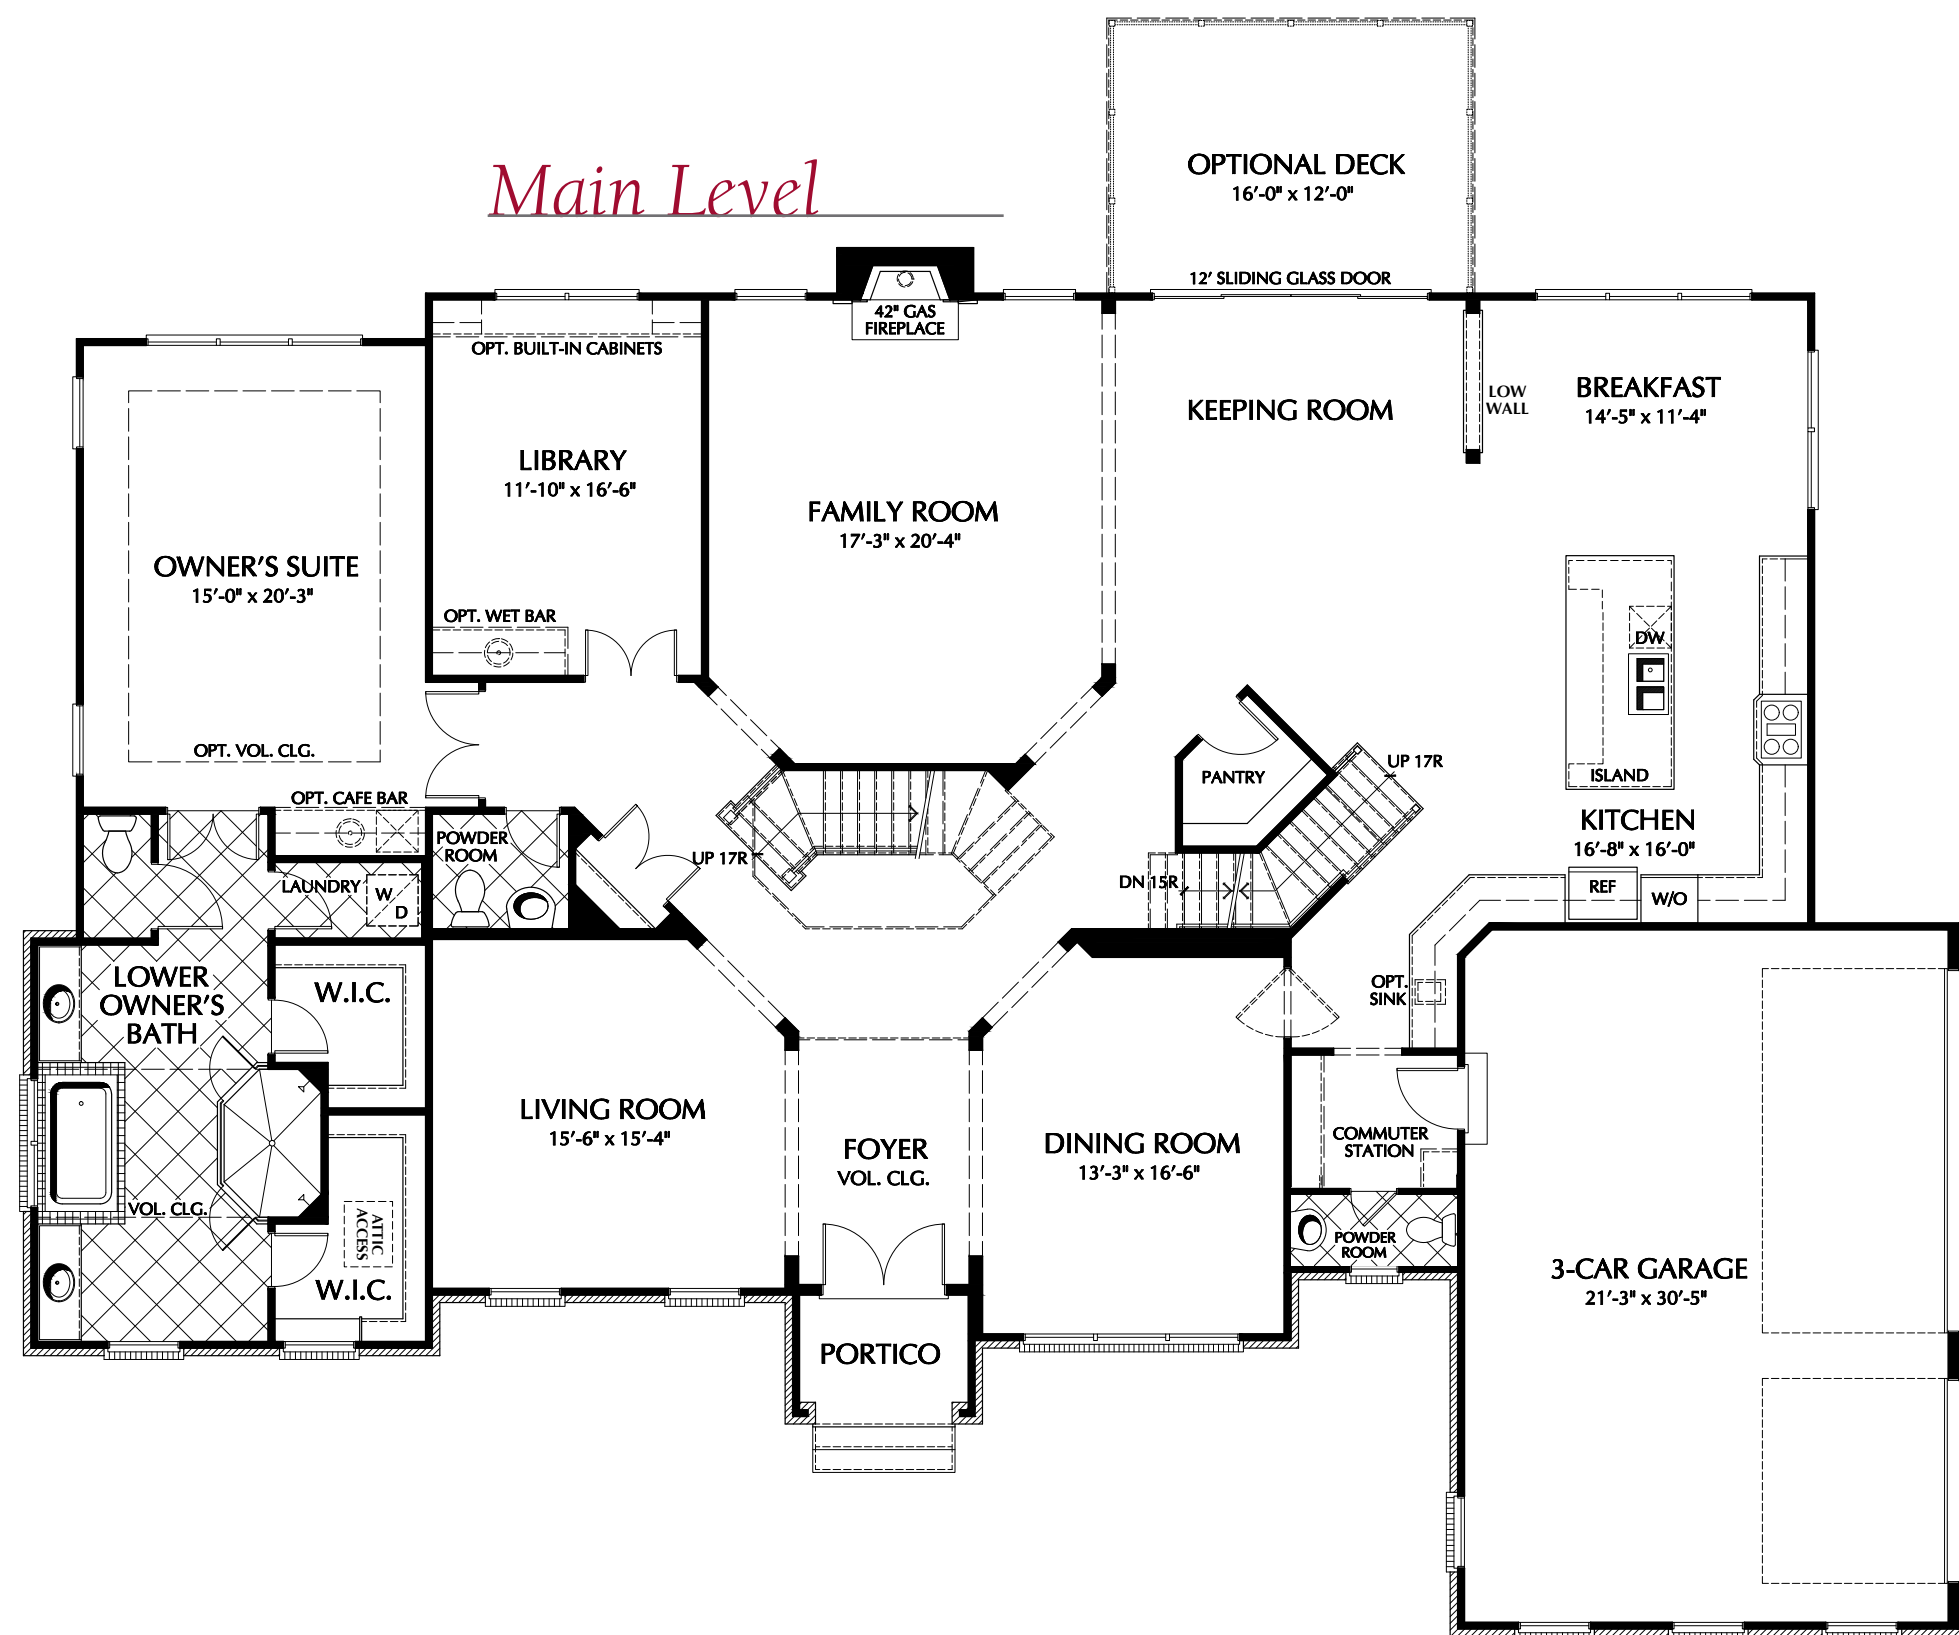 Main Level
OPTIONAL DECK
16'-0" x 12'-0"
12' SLIDING GLASS DOOR
42" GAS
FIREPLACE
OPT. BUILT-IN CABINETS
KEEPING ROOM
LOW
WALL
BREAKFAST
14'-5" x 11'-4"
LIBRARY
11'-10" x 16'-6"
FAMILY ROOM
17'-3" x 20'-4"
OWNER'S SUITE
15'-0" x 20'-3"
OPT. WET BAR
DW
OPT. VOL. CLG.
PANTRY
UP 17R
ISLAND
OPT. CAFE BAR
KITCHEN
16'-8" x 16'-0"
POWDER
ROOM
UP 17R
LAUNDRY
W
D
DN 15R
REF
W/O
LOWER
OWNER'S
BATH
W.I.C.
OPT.
SINK
LIVING ROOM
15'-6" x 15'-4"
FOYER
VOL. CLG.
DINING ROOM
13'-3" x 16'-6"
COMMUTER
STATION
VOL. CLG.
ATTIC
ACCESS
W.I.C.
POWDER
ROOM
3-CAR GARAGE
21'-3" x 30'-5"
PORTICO